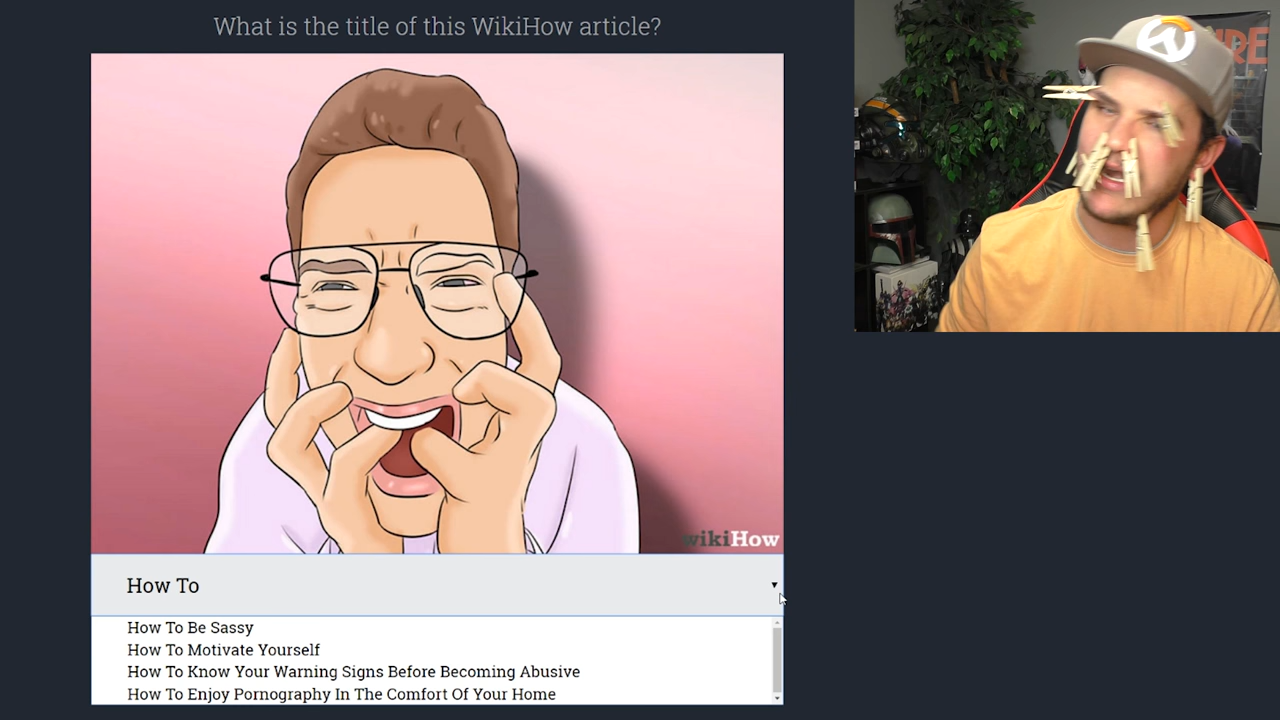 What is the title of this WikiHow article?
wikiHow
How To
How To Be Sassy
How To Motivate Yourself
How To Know Your Warning Signs Before Becoming Abusive
How To Enjoy Pornography In The Comfort Of Your Home